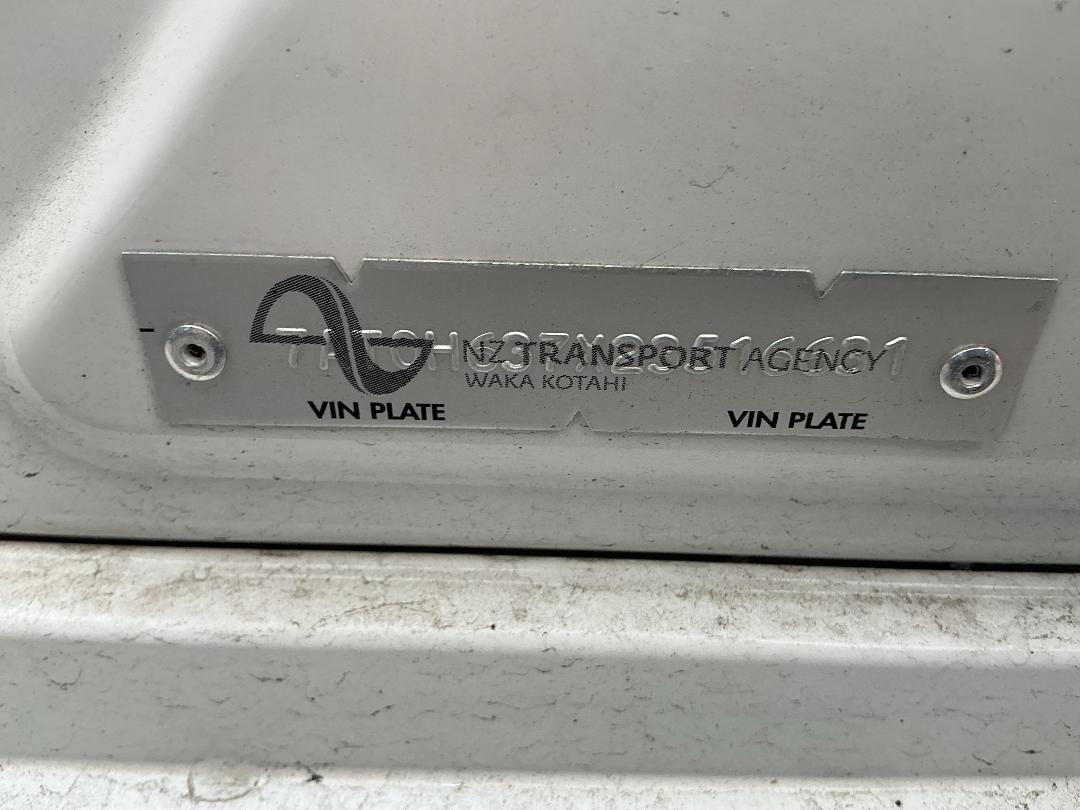 NZ TRANSPORT AGENCY
WAKA KOTAHI
VIN PLATE VIN PLATE